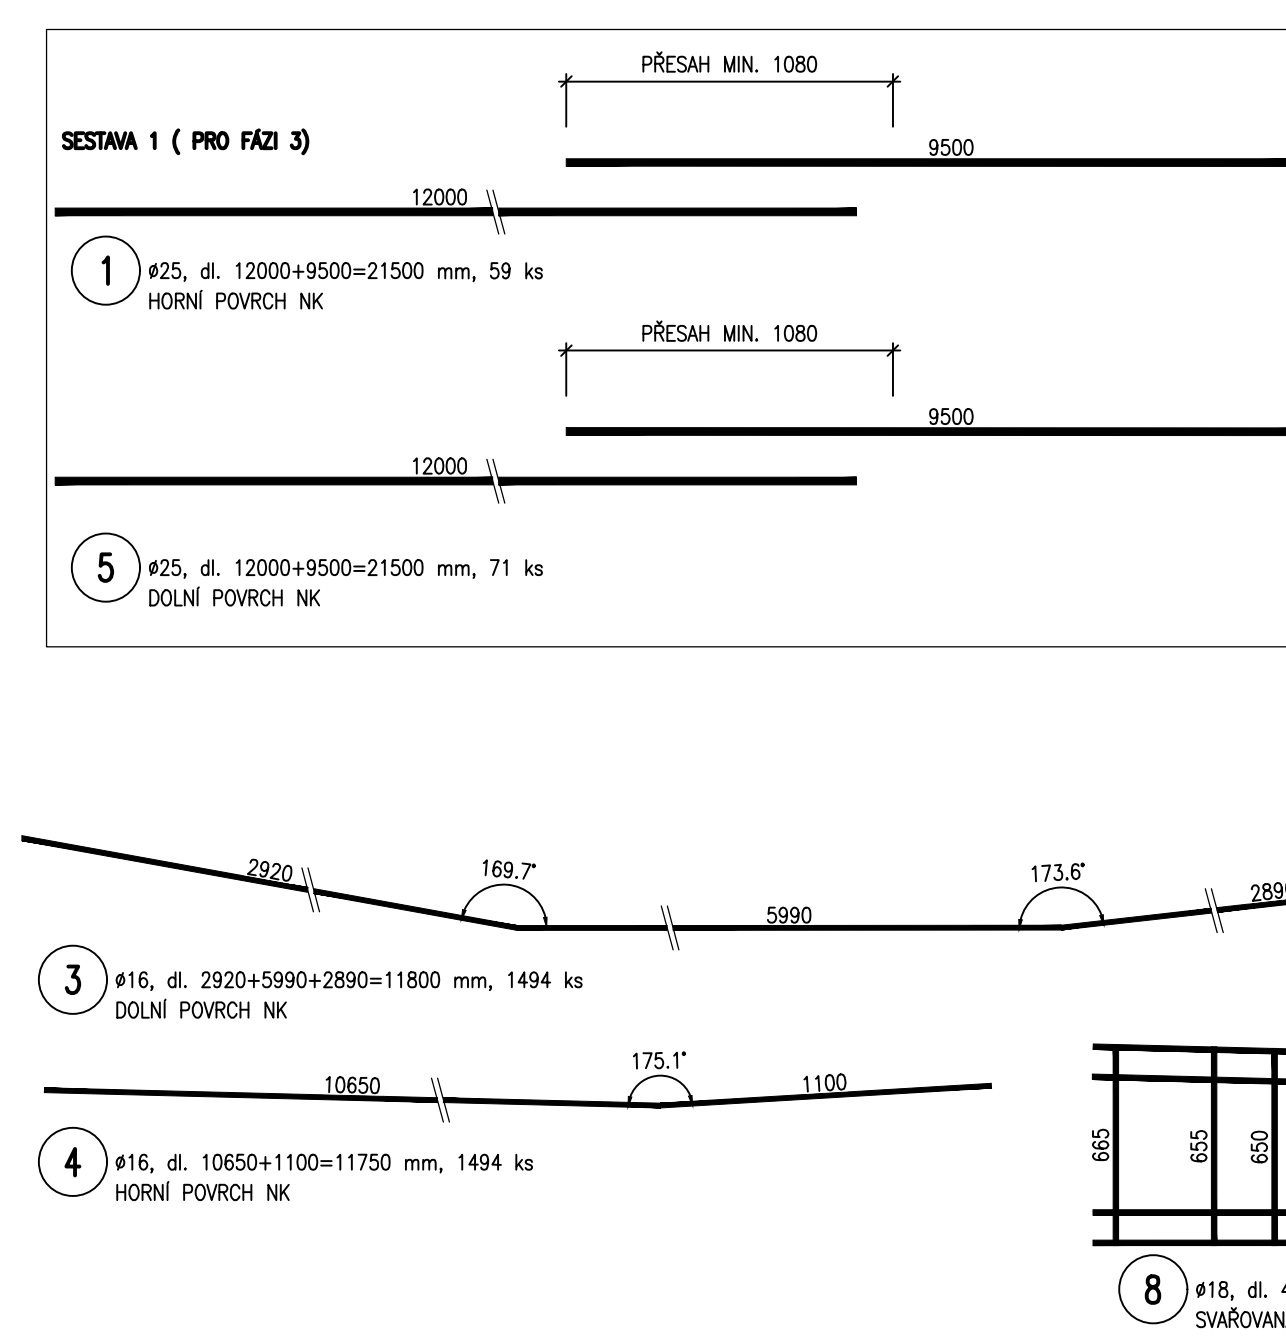 PŘESAH MIN. 1080
SESTAVA 1 ( PRO FÁZI 3)
9500
12000
1
ø25, dl. 12000+9500=21500 mm, 59 ks
HORNÍ POVRCH NK
PŘESAH MIN. 1080
9500
12000
5
ø25, dl. 12000+9500=21500 mm, 71 ks
DOLNÍ POVRCH NK
2920
169.7°
5990
173.6°
3
ø16, dl. 2920+5990+2890=11800 mm, 1494 ks
DOLNÍ POVRCH NK
10650
175.1°
1100
4
ø16, dl. 10650+1100=11750 mm, 1494 ks
HORNÍ POVRCH NK
665
655
650
8
ø18, dl.